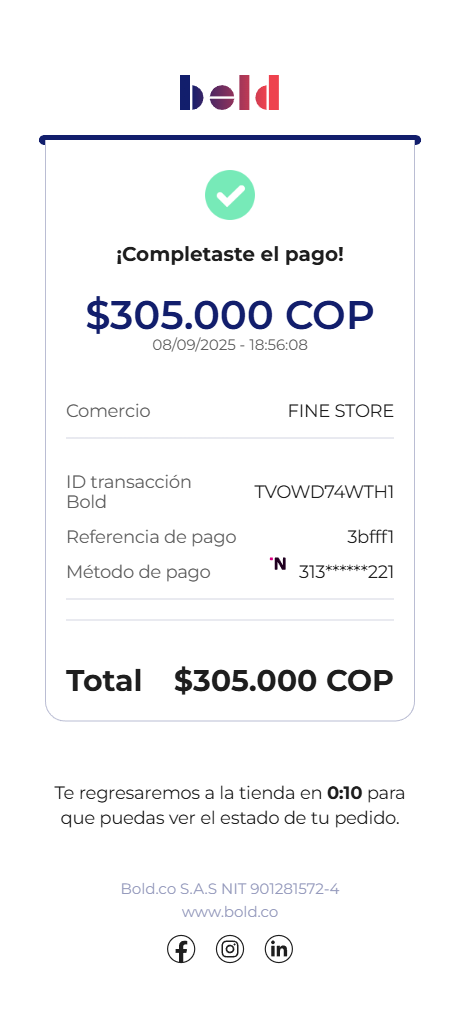 bold
¡Completaste el pago!
$305.000 COP
08/09/2025 - 18:56:08
Comercio FINE STORE
ID transacción
Bold
TVOWD74WTH1
Referencia de pago 3bfff1
Método de pago N 313******221
Total $305.000 COP
Te regresaremos a la tienda en 0:10 para
que puedas ver el estado de tu pedido.
Bold.co S.A.S NIT 901281572-4
www.bold.co